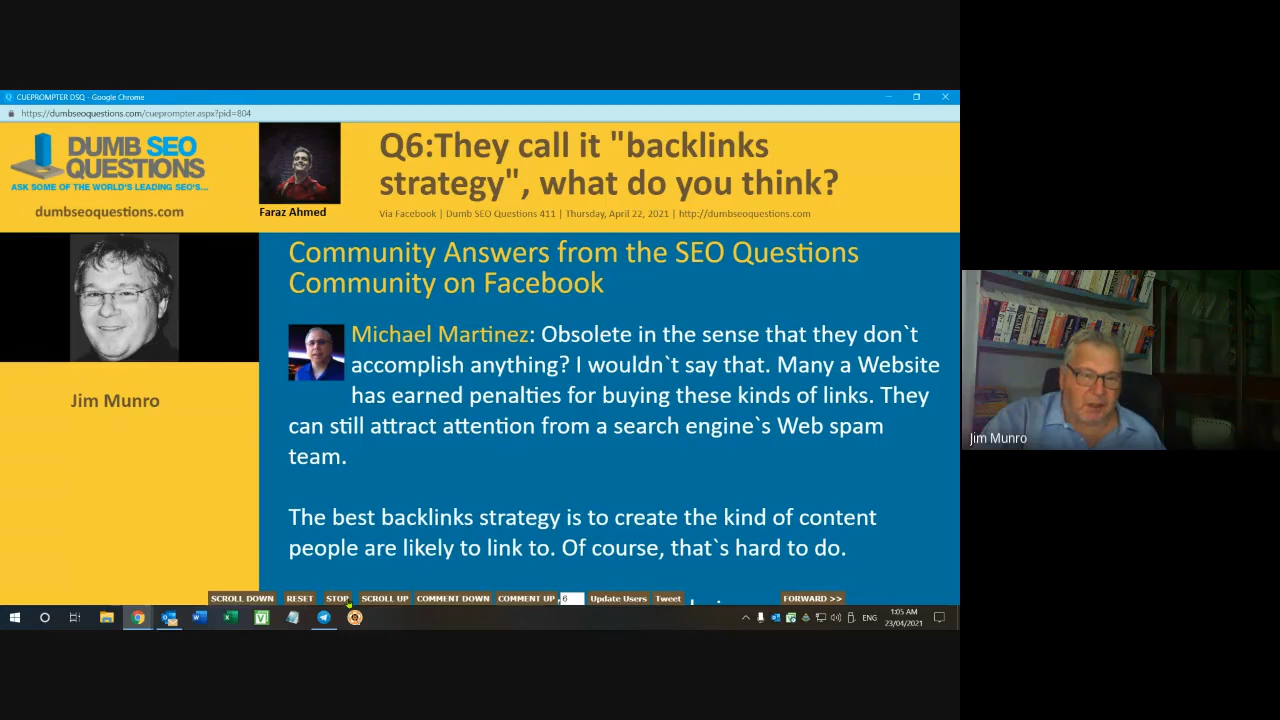 CUEPROMPTER DSQ - Google Chrome
https://dumbseoquestions.com/cueprompter.aspx?pid=804
DUMB SEO
QUESTIONS
ASK SOME OF THE WORLD'S LEADING SEO'S...
dumbseoquestions.com
Faraz Ahmed
Q6:They call it "backlinks
strategy", what do you think?
Via Facebook | Dumb SEO Questions 411 | Thursday, April 22, 2021 | http://dumbseoquestions.com
Jim Munro
Community Answers from the SEO Questions
Community on Facebook
Michael Martinez: Obsolete in the sense that they don`t
accomplish anything? I wouldn`t say that. Many a Website
has earned penalties for buying these kinds of links. They
can still attract attention from a search engine`s Web spam
team.
The best backlinks strategy is to create the kind of content
people are likely to link to. Of course, that`s hard to do.
SCROLL DOWN RESET STOP SCROLL UP COMMENT DOWN COMMENT UP 6 Update Users Tweet FORWARD >>
ENG
1:05 AM
23/04/2021
Jim Munro